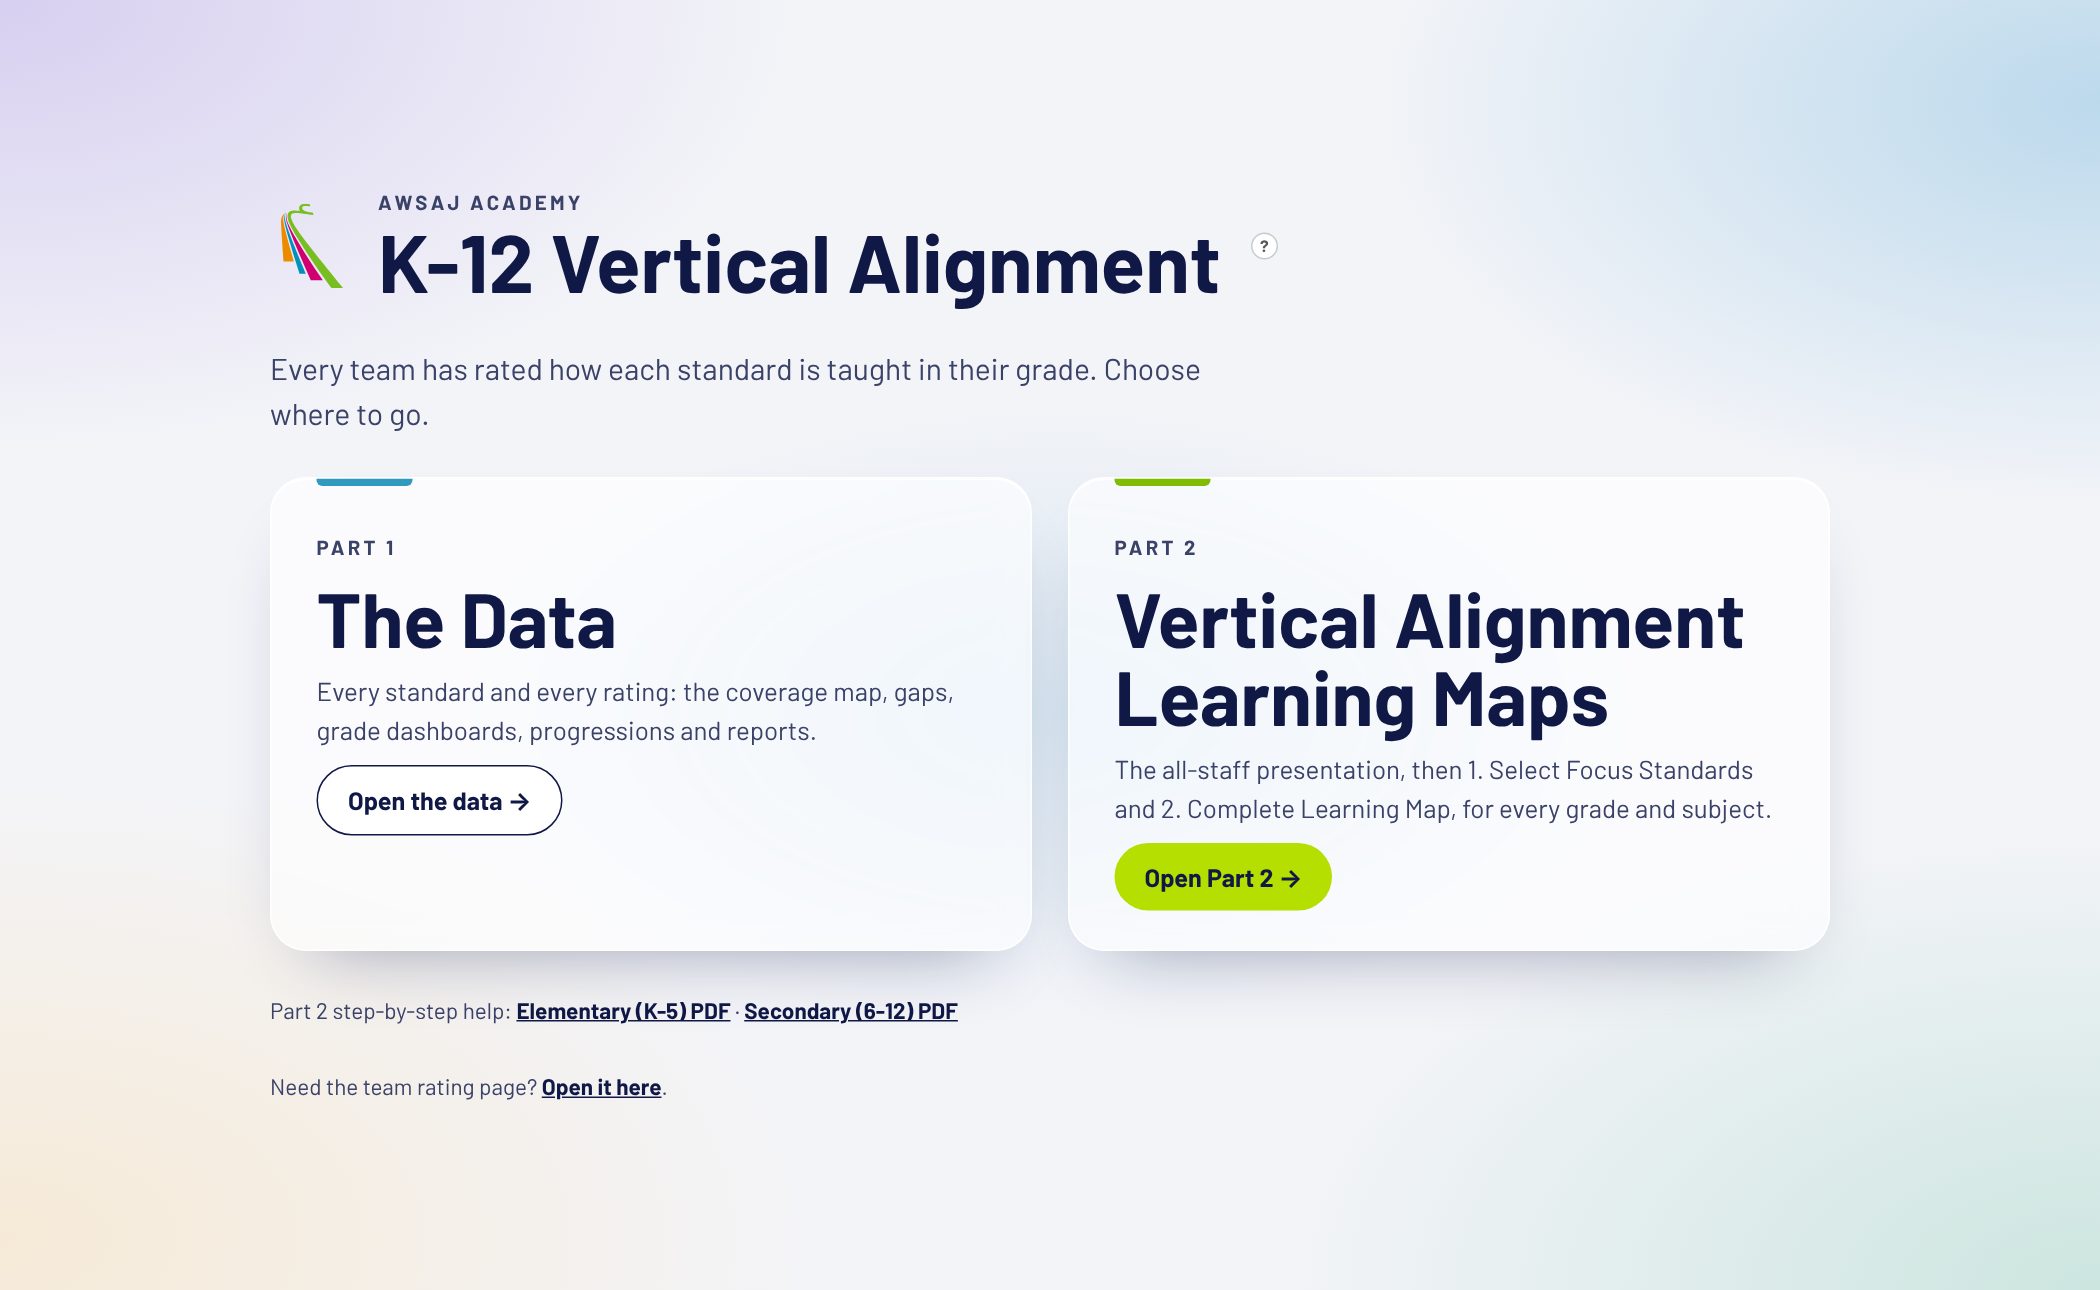 AWSAJ ACADEMY
K-12 Vertical Alignment
?
Every team has rated how each standard is taught in their grade. Choose
where to go.
PART 1
The Data
Every standard and every rating: the coverage map, gaps,
grade dashboards, progressions and reports.
Open the data →
PART 2
Vertical Alignment
Learning Maps
The all-staff presentation, then 1. Select Focus Standards
and 2. Complete Learning Map, for every grade and subject.
Open Part 2 →
Part 2 step-by-step help: Elementary (K-5) PDF · Secondary (6-12) PDF
Need the team rating page? Open it here.